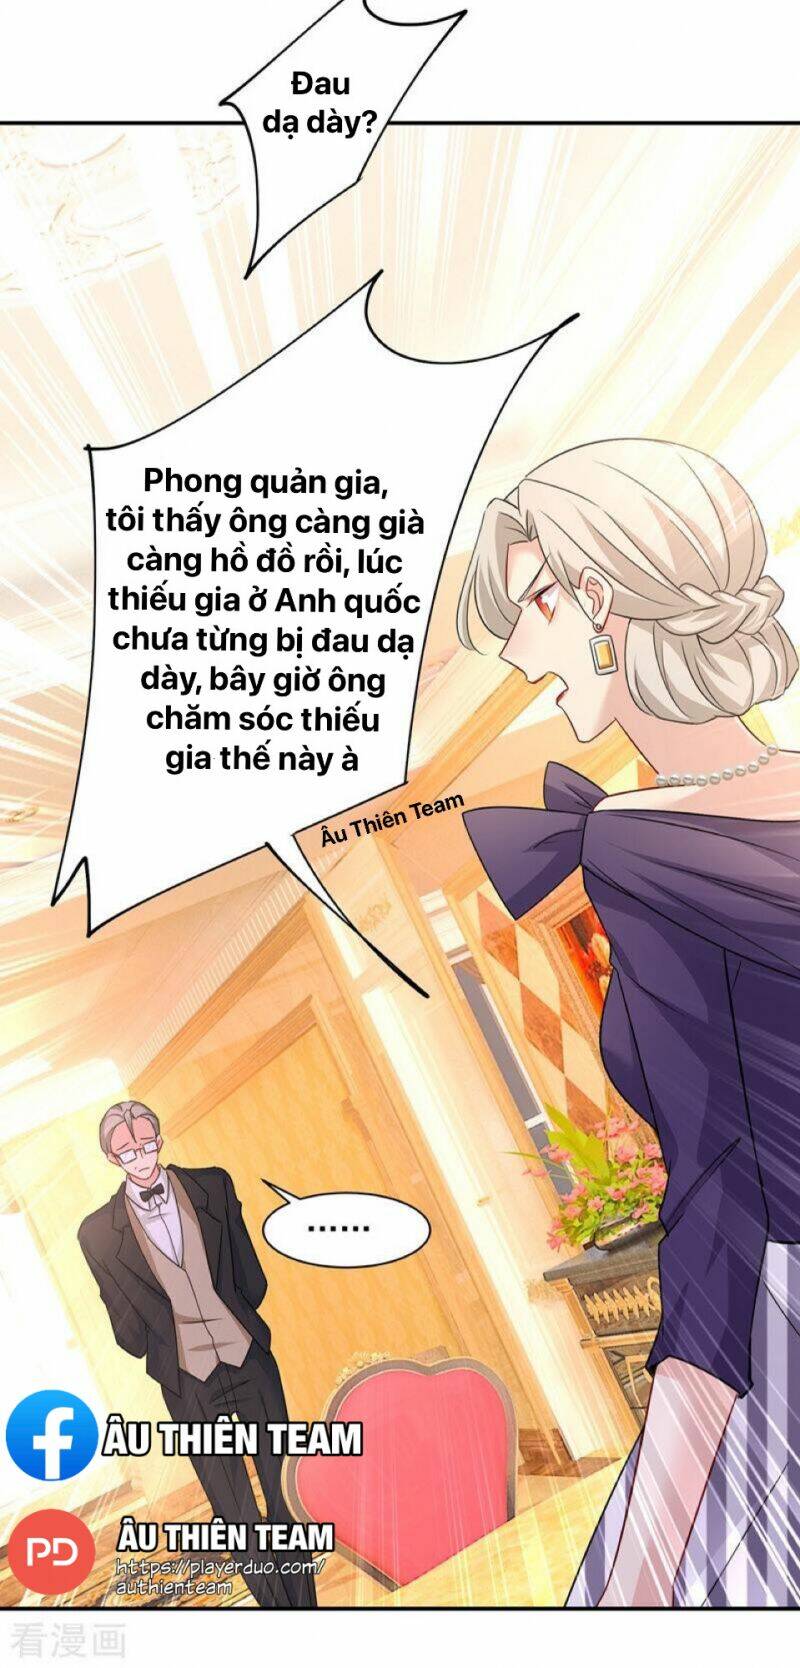 Đau
dạ dày?
Phong quản gia,
tôi thấy ông càng già
càng hồ đồ rồi, lúc
thiếu gia ở Anh quốc
chưa từng bị đau dạ
dày, bây giờ ông
chăm sóc thiếu
gia thế này à
Âu Thiên Team
......
f ÂU THIÊN TEAM
PD ÂU THIÊN TEAM
https://playerduo.com/
authienteam
看漫画